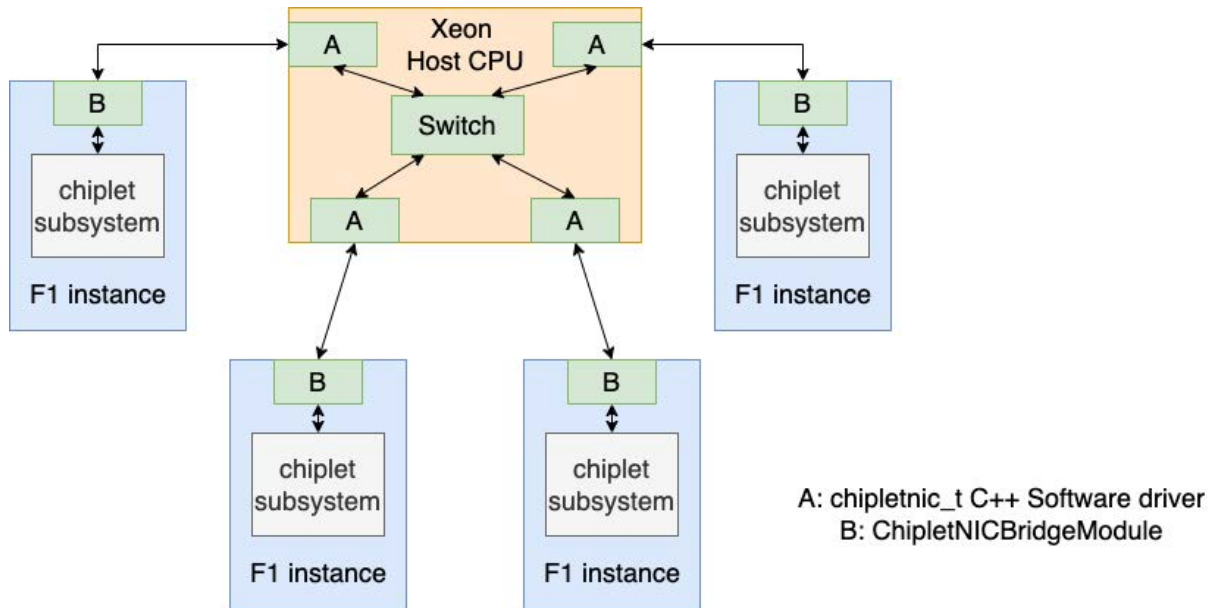 Xeon
Host CPU
A
A
Switch
A
A
B
chiplet
subsystem
F1 instance
B
chiplet
subsystem
F1 instance
B
chiplet
subsystem
F1 instance
B
chiplet
subsystem
F1 instance
A: chipletnic_t C++ Software driver
B: ChipletNICBridgeModule